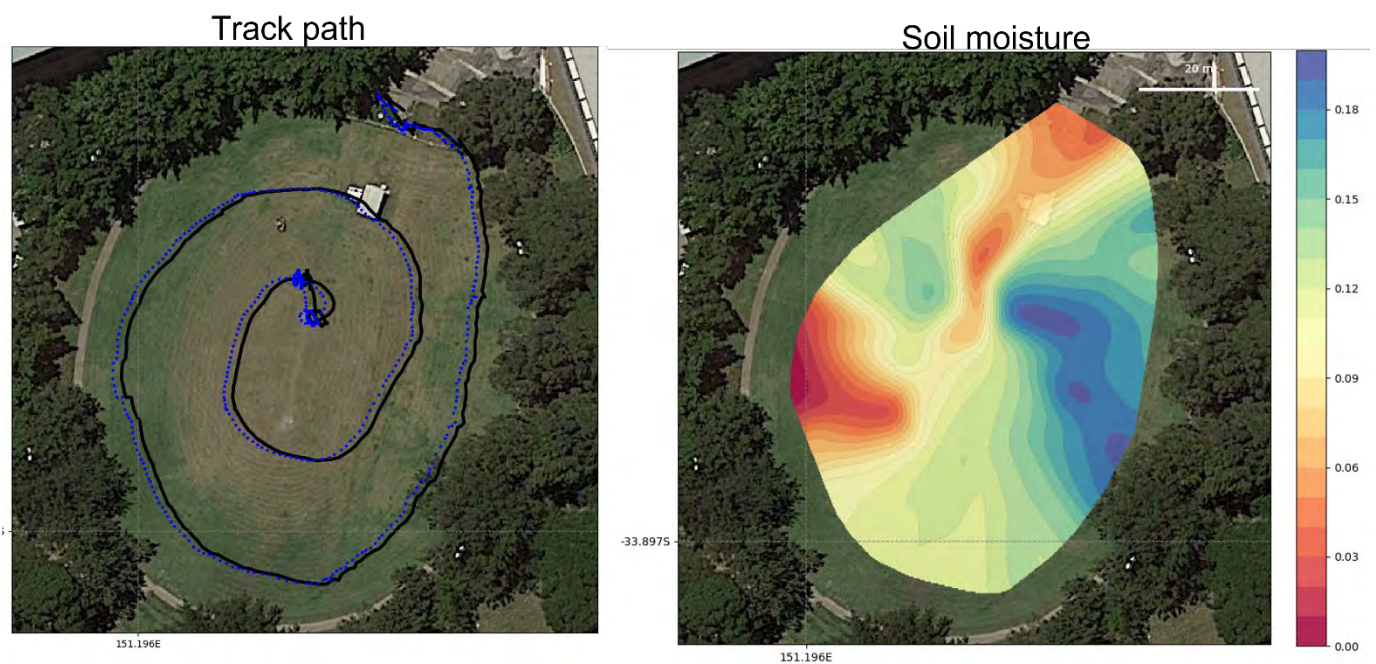 Track path
Soil moisture
20 m
0.18
0.15
0.12
0.09
0.06
0.03
0.00
S
-33.897S
151.196E
151.196E